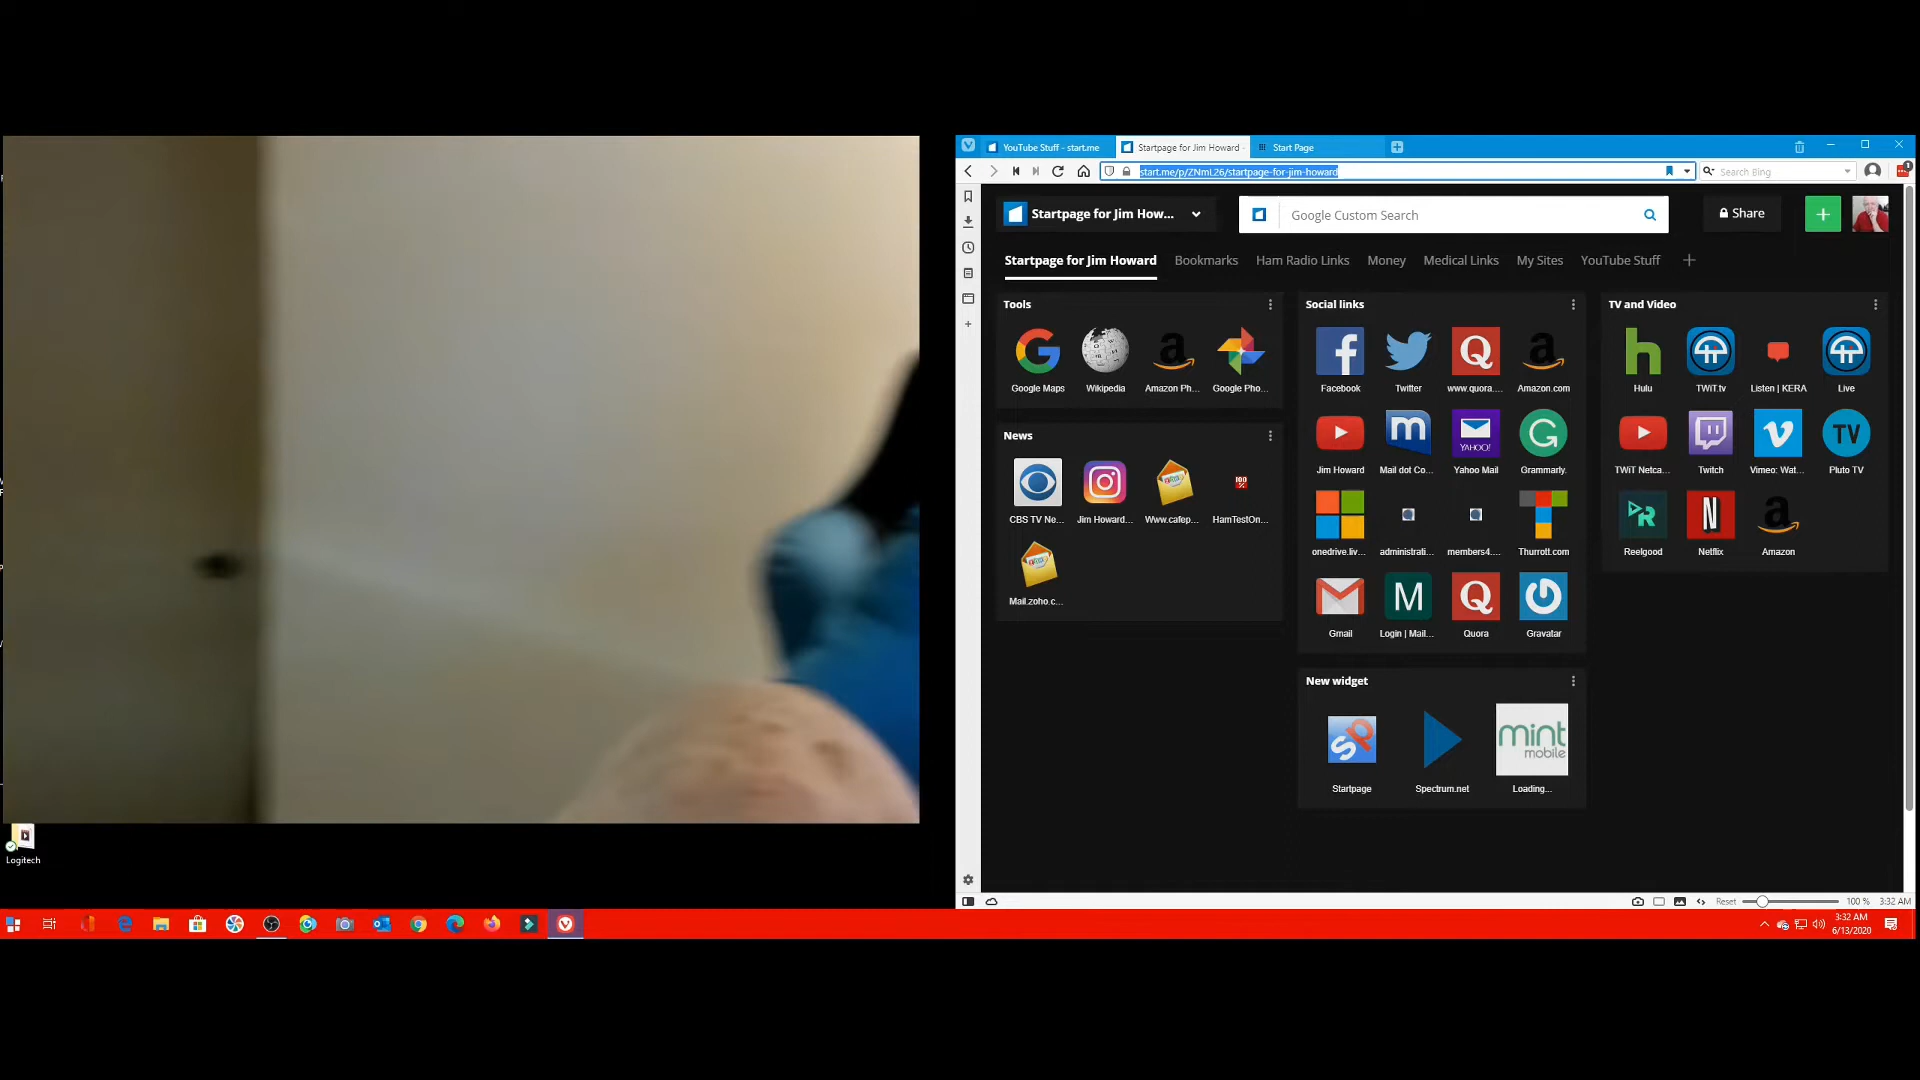 YouTube Stuff - start.me
Startpage for Jim Howard
Start Page
start.me/p/ZNmL26/startpage-for-jim-howard
Search Bing
Startpage for Jim How...
Google Custom Search
Share
Startpage for Jim Howard
Bookmarks
Ham Radio Links
Money
Medical Links
My Sites
YouTube Stuff
Tools
Google Maps
Wikipedia
Amazon Ph...
Google Pho...
News
CBS TV Ne...
Jim Howard...
Www.cafep...
HamTestOn...
Mail.zoho.c...
Social links
Facebook
Twitter
www.quora....
Amazon.com
Jim Howard
Mail dot Co...
YAHOO!
Yahoo Mail
Grammarly.
onedrive.liv...
administrati...
members4....
Thurrott.com
Gmail
Login | Mail...
Quora
Gravatar
New widget
Startpage
Spectrum.net
mint
mobile
Loading...
TV and Video
Hulu
TWiT.tv
Listen | KERA
Live
TWiT Netca...
Twitch
Vimeo: Wat...
TV
Pluto TV
Reelgood
Netflix
Amazon
Reset
100 %
3:32 AM
Logitech
3:32 AM
6/13/2020